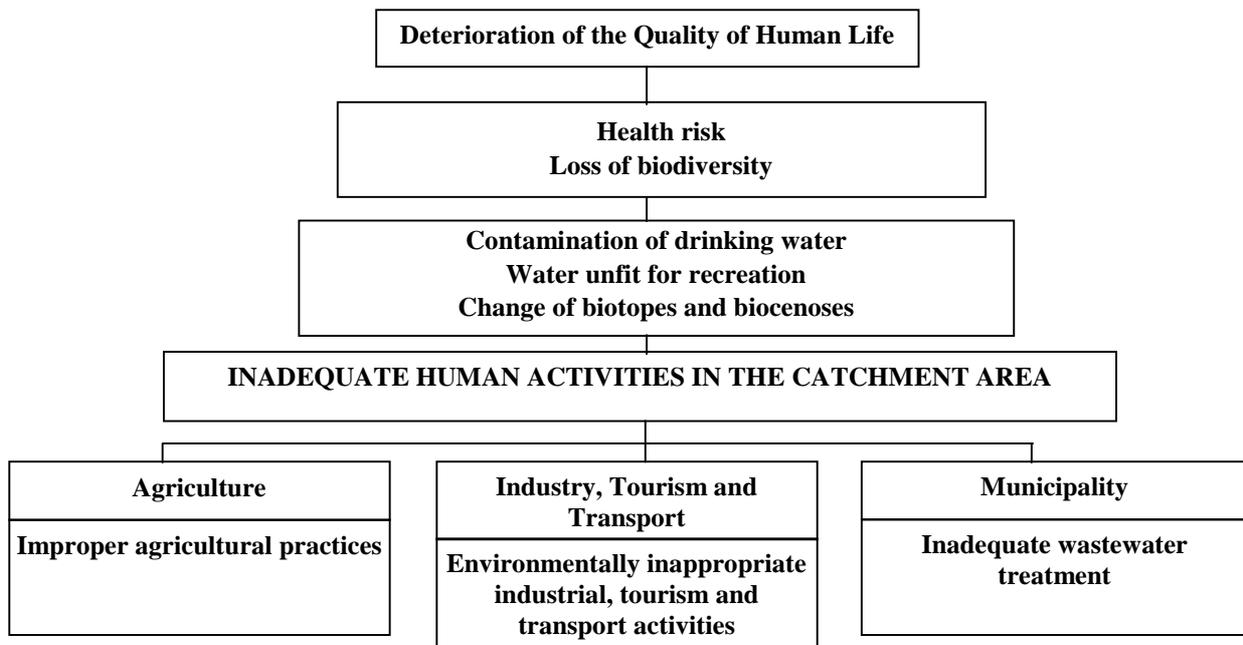 Deterioration of the Quality of Human Life
Health risk
Loss of biodiversity
Contamination of drinking water
Water unfit for recreation
Change of biotopes and biocenoses
INADEQUATE HUMAN ACTIVITIES IN THE CATCHMENT AREA
Agriculture
Improper agricultural practices
Industry, Tourism and
Transport
Environmentally inappropriate
industrial, tourism and
transport activities
Municipality
Inadequate wastewater
treatment